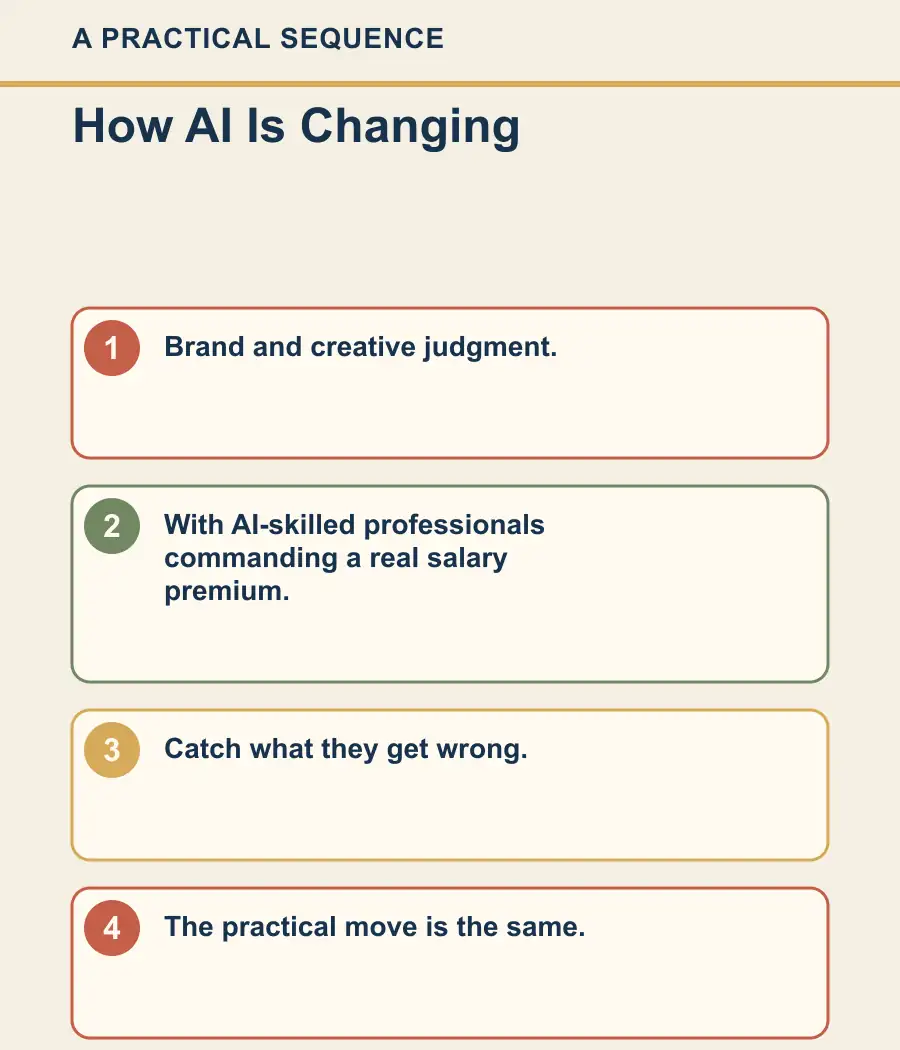 A PRACTICAL SEQUENCE
How AI Is Changing
1
Brand and creative judgment.
2
With AI-skilled professionals
commanding a real salary
premium.
3
Catch what they get wrong.
4
The practical move is the same.